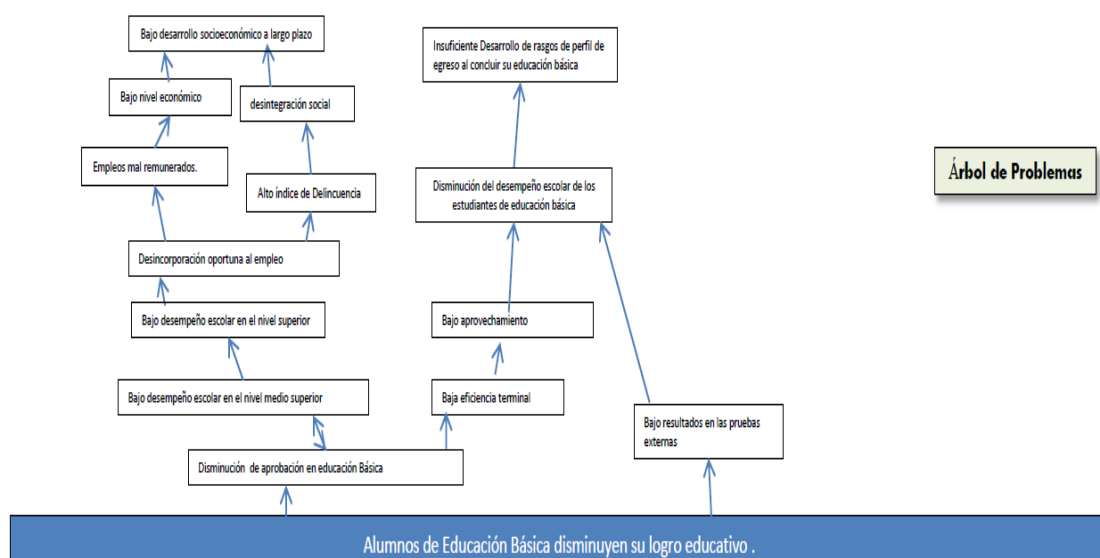 Bajo desarrollo socioeconómico a largo plazo
Insuficiente Desarrollo de rasgos de perfil de
egreso al concluir su educación básica
Bajo nivel económico
desintegración social
Empleos mal remunerados.
Árbol de Problemas
Alto índice de Delincuencia
Disminución del desempeño escolar de los
estudiantes de educación básica
Desincorporación oportuna al empleo
Bajo desempeño escolar en el nivel superior
Bajo aprovechamiento
Bajo desempeño escolar en el nivel medio superior
Baja eficiencia terminal
Bajo resultados en las pruebas
externas
Disminución de aprobación en educación Básica
Alumnos de Educación Básica disminuyen su logro educativo .